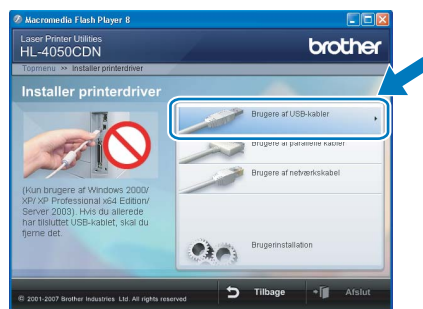 Macromedia Flash Player 8
Laser Printer Utilities
HL-4050CDN
brother
Topmenu >> Installer printerdriver
Installer printerdriver
Brugere af USB-kabler
Brugere af parallelle kabler
Brugere af netværkskabel
(Kun brugere af Windows 2000/
XP/ XP Professional x64 Edition/
Server 2003). Hvis du allerede
har tilsluttet USB-kablet, skal du
fjerne det.
Brugerinstallation
© 2001-2007 Brother Industries Ltd. All rights reserved
Tilbage
Afslut